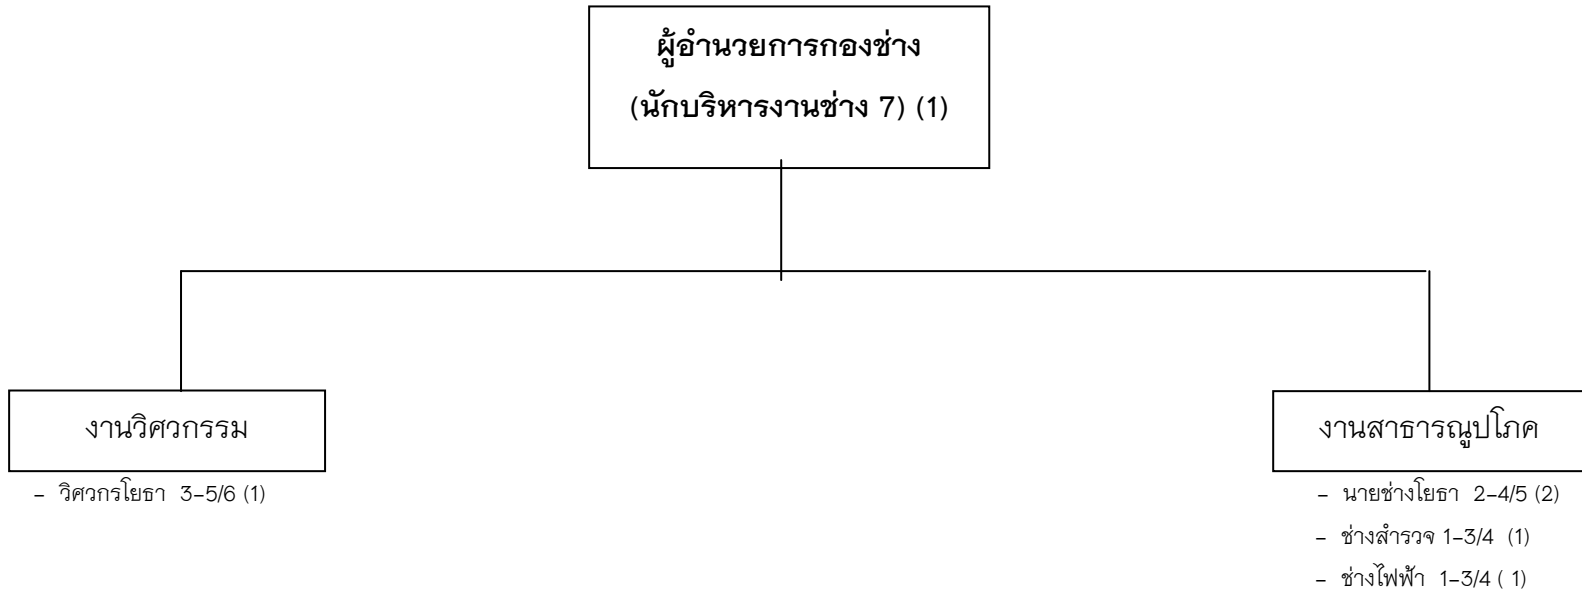 ผู้อำนวยการกองช่าง
(นักบริหารงานช่าง 7) (1)
งานวิศวกรรม
- วิศวกรโยธา 3-5/6 (1)
งานสาธารณูปโภค
- นายช่างโยธา 2-4/5 (2)
- ช่างสำรวจ 1-3/4 (1)
- ช่างไฟฟ้า 1-3/4 ( 1)